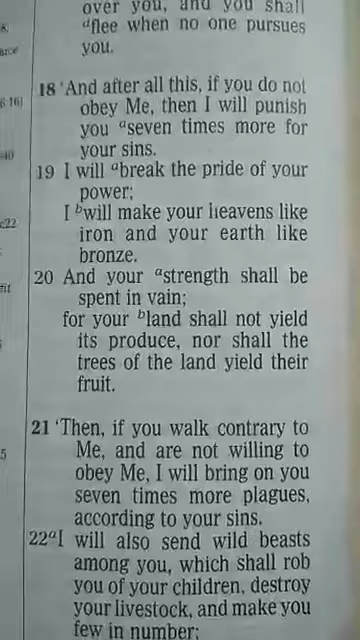 over you, and you shall
dflee when no one pursues
you.
18 'And after all this, if you do not
obey Me, then I will punish
you aseven times more for
your sins.
19 I will abreak the pride of your
power;
I bwill make your heavens like
iron and your earth like
bronze.
20 And your astrength shall be
spent in vain;
for your bland shall not yield
its produce, nor shall the
trees of the land yield their
fruit.
21 'Then, if you walk contrary to
Me, and are not willing to
obey Me, I will bring on you
seven times more plagues,
according to your sins.
22 aI will also send wild beasts
among you, which shall rob
you of your children, destroy
your livestock, and make you
few in number;